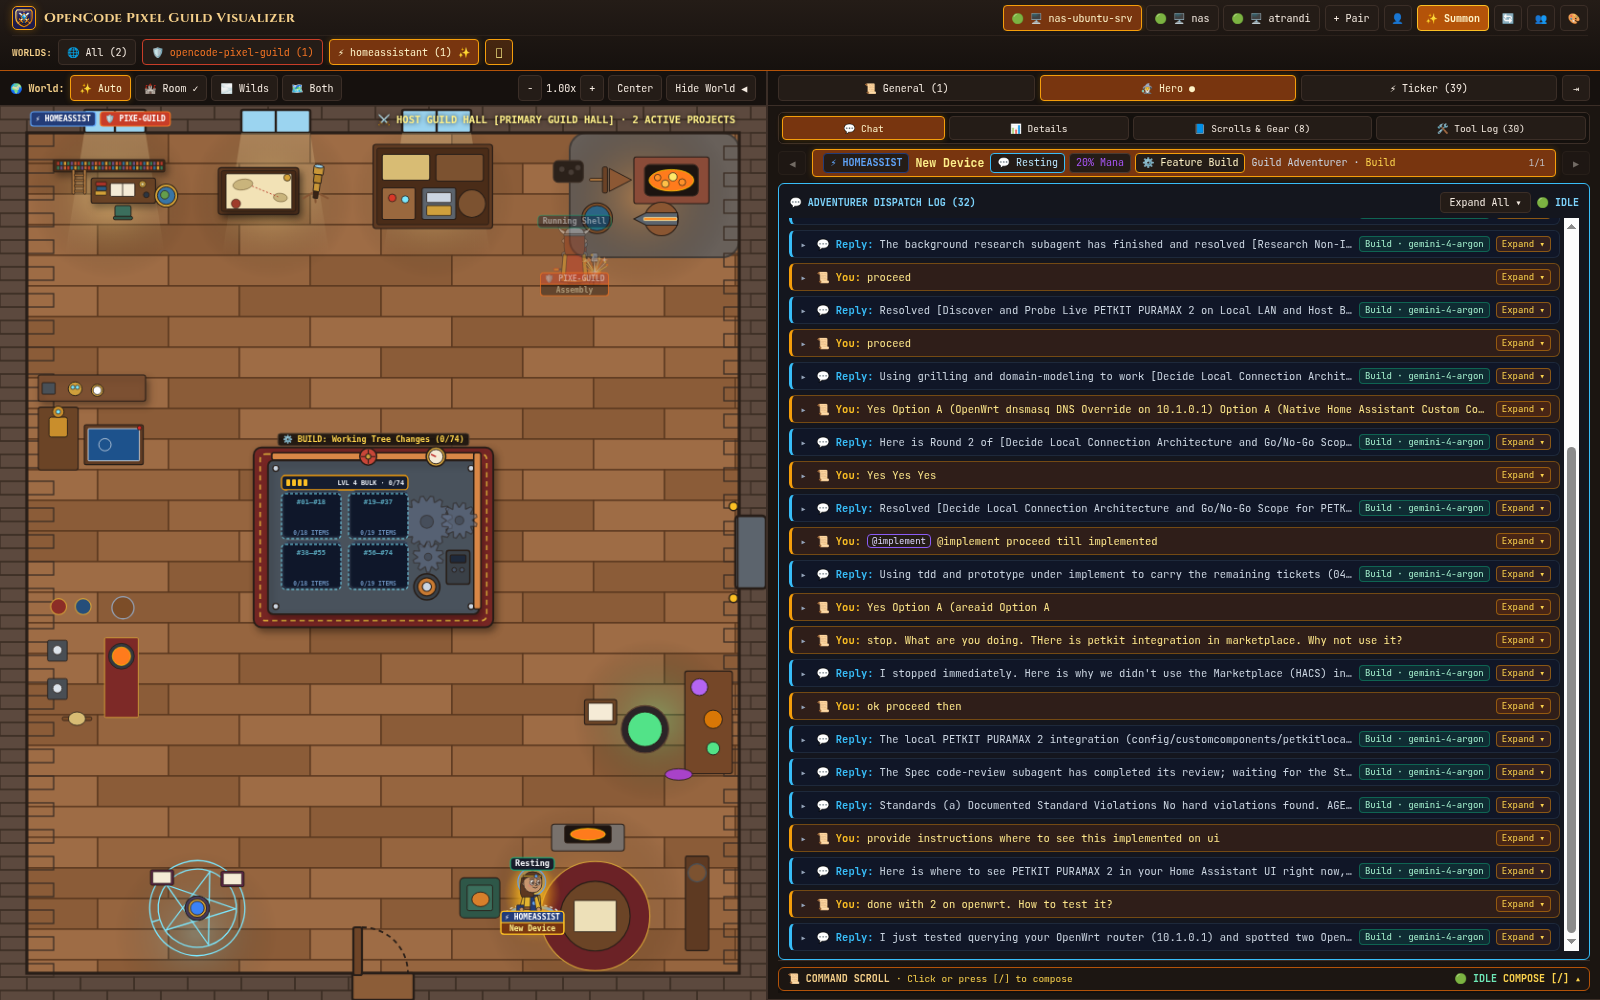 OpenCode Pixel Guild Visualizer
nas-ubuntu-srv
nas
atrandi
+ Pair
Summon
WORLDS:
All (2)
opencode-pixel-guild (1)
homeassistant (1)
World:
Auto
Room ✓
Wilds
Both
- 1.00x +
Center
Hide World ◀
General (1)
Hero ●
Ticker (39)
HOMEASSIST
PIXE-GUILD
HOST GUILD HALL [PRIMARY GUILD HALL] · 2 ACTIVE PROJECTS
Running Shell
PIXE-GUILD
Assembly
BUILD: Working Tree Changes (0/74)
LVL 4 BULK · 0/74
#01–#18
#19–#37
0/18 ITEMS
0/19 ITEMS
#38–#55
#56–#74
0/18 ITEMS
0/19 ITEMS
Resting
HOMEASSIST
New Device
Chat
Details
Scrolls & Gear (8)
Tool Log (30)
HOMEASSIST New Device Resting 20% Mana Feature Build Guild Adventurer · Build 1/1
ADVENTURER DISPATCH LOG (32) Expand All ▾ IDLE
Reply: The background research subagent has finished and resolved [Research Non-I… Build · gemini-4-argon Expand ▾
You: proceed Expand ▾
Reply: Resolved [Discover and Probe Live PETKIT PURAMAX 2 on Local LAN and Host B… Build · gemini-4-argon Expand ▾
You: proceed Expand ▾
Reply: Using grilling and domain-modeling to work [Decide Local Connection Archit… Build · gemini-4-argon Expand ▾
You: Yes Option A (OpenWrt dnsmasq DNS Override on 10.1.0.1) Option A (Native Home Assistant Custom Co… Expand ▾
Reply: Here is Round 2 of [Decide Local Connection Architecture and Go/No-Go Scop… Build · gemini-4-argon Expand ▾
You: Yes Yes Yes Expand ▾
Reply: Resolved [Decide Local Connection Architecture and Go/No-Go Scope for PETK… Build · gemini-4-argon Expand ▾
You: @implement @implement proceed till implemented Expand ▾
Reply: Using tdd and prototype under implement to carry the remaining tickets (04… Build · gemini-4-argon Expand ▾
You: Yes Option A (areaid Option A Expand ▾
You: stop. What are you doing. THere is petkit integration in marketplace. Why not use it? Expand ▾
Reply: I stopped immediately. Here is why we didn't use the Marketplace (HACS) in… Build · gemini-4-argon Expand ▾
You: ok proceed then Expand ▾
Reply: The local PETKIT PURAMAX 2 integration (config/customcomponents/petkitloca… Build · gemini-4-argon Expand ▾
Reply: The Spec code-review subagent has completed its review; waiting for the St… Build · gemini-4-argon Expand ▾
Reply: Standards (a) Documented Standard Violations No hard violations found. AGE… Build · gemini-4-argon Expand ▾
You: provide instructions where to see this implemented on ui Expand ▾
Reply: Here is where to see PETKIT PURAMAX 2 in your Home Assistant UI right now,… Build · gemini-4-argon Expand ▾
You: done with 2 on openwrt. How to test it? Expand ▾
Reply: I just tested querying your OpenWrt router (10.1.0.1) and spotted two Open… Build · gemini-4-argon Expand ▾
COMMAND SCROLL · Click or press [/] to compose IDLE COMPOSE [/] ▴